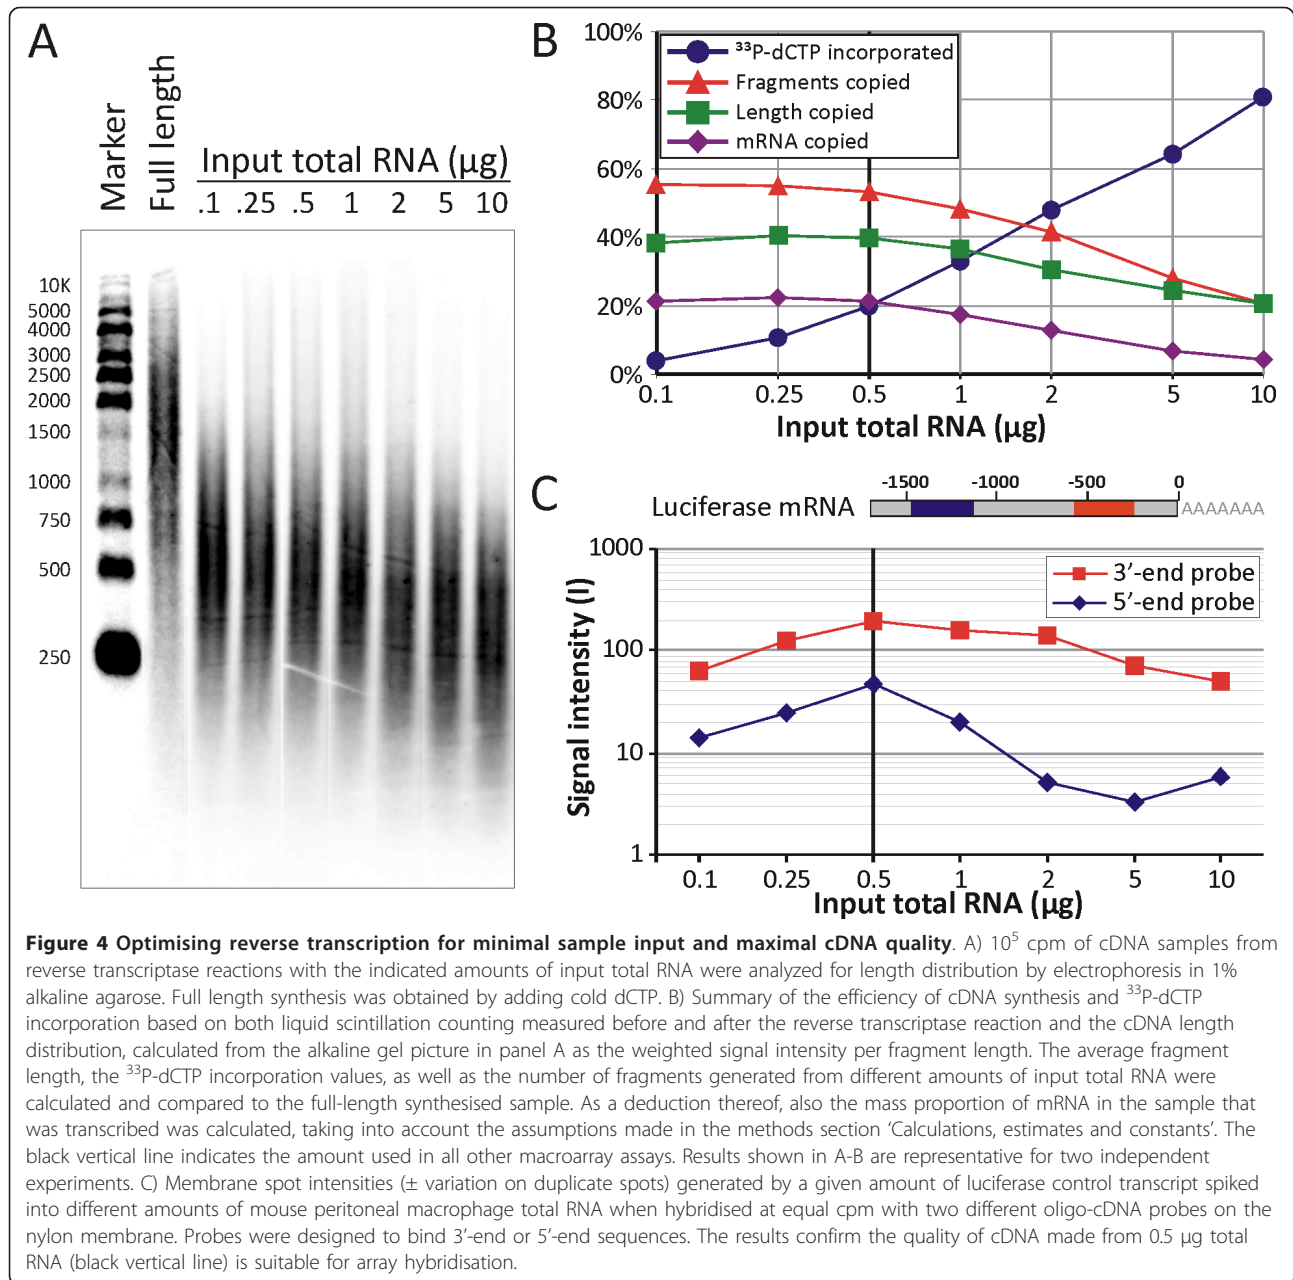 A
Marker
Full length
Input total RNA (µg)
.1 .25 .5 1 2 5 10
10K
5000
4000
3000
2500
2000
1500
1000
750
500
250
B
100%
80%
60%
40%
20%
0%
³³P-dCTP incorporated
Fragments copied
Length copied
mRNA copied
0.1 0.25 0.5 1 2 5 10
Input total RNA (µg)
C
-1500 -1000 -500 0
Luciferase mRNA AAAAAAA
1000
100
10
1
Signal intensity (I)
3’-end probe
5’-end probe
0.1 0.25 0.5 1 2 5 10
Input total RNA (µg)
Figure 4 Optimising reverse transcription for minimal sample input and maximal cDNA quality. A) 10⁵ cpm of cDNA samples from
reverse transcriptase reactions with the indicated amounts of input total RNA were analyzed for length distribution by electrophoresis in 1%
alkaline agarose. Full length synthesis was obtained by adding cold dCTP. B) Summary of the efficiency of cDNA synthesis and ³³P-dCTP
incorporation based on both liquid scintillation counting measured before and after the reverse transcriptase reaction and the cDNA length
distribution, calculated from the alkaline gel picture in panel A as the weighted signal intensity per fragment length. The average fragment
length, the ³³P-dCTP incorporation values, as well as the number of fragments generated from different amounts of input total RNA were
calculated and compared to the full-length synthesised sample. As a deduction thereof, also the mass proportion of mRNA in the sample that
was transcribed was calculated, taking into account the assumptions made in the methods section ‘Calculations, estimates and constants’. The
black vertical line indicates the amount used in all other macroarray assays. Results shown in A-B are representative for two independent
experiments. C) Membrane spot intensities (± variation on duplicate spots) generated by a given amount of luciferase control transcript spiked
into different amounts of mouse peritoneal macrophage total RNA when hybridised at equal cpm with two different oligo-cDNA probes on the
nylon membrane. Probes were designed to bind 3’-end or 5’-end sequences. The results confirm the quality of cDNA made from 0.5 µg total
RNA (black vertical line) is suitable for array hybridisation.